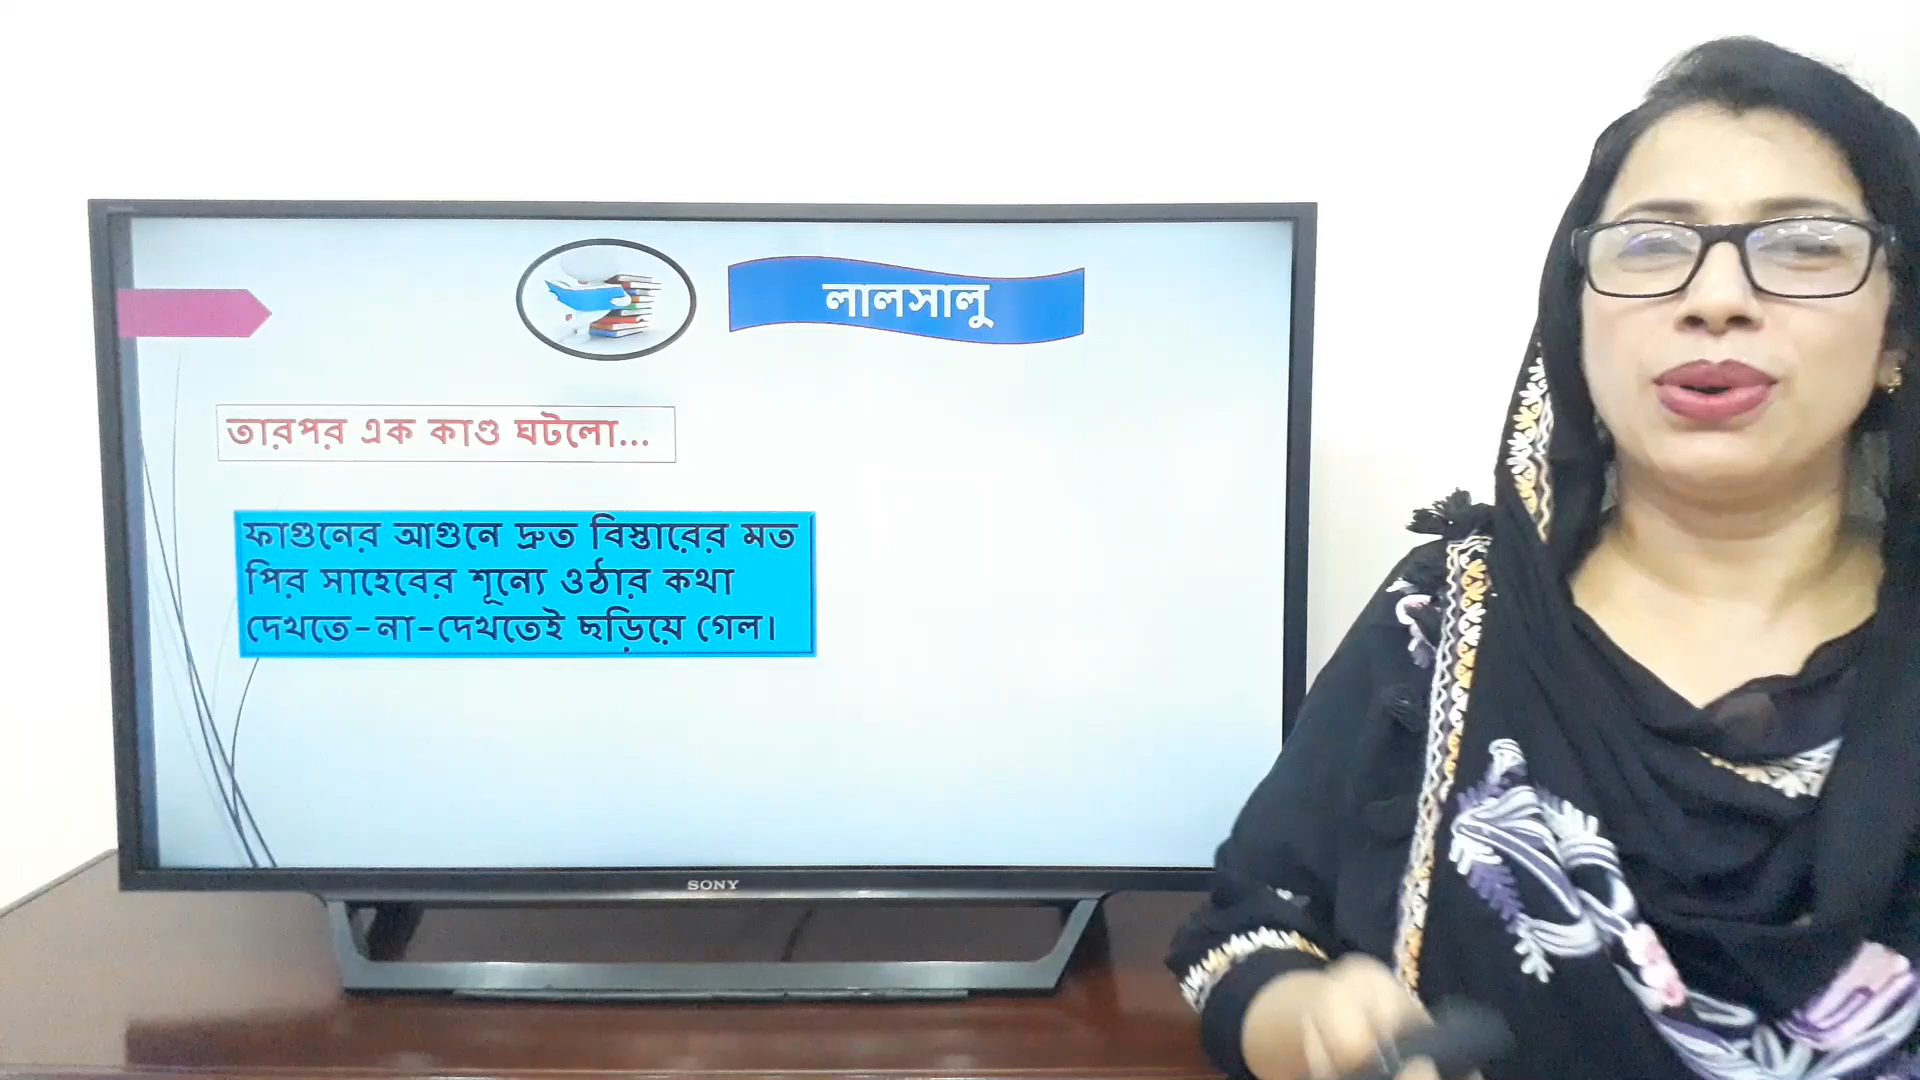 লালসালু
তারপর এক কাণ্ড ঘটলো...
ফাগুনের আগুনে দ্রুত বিস্তারের মত
পির সাহেবের শূন্যে ওঠার কথা
দেখতে-না-দেখতেই ছড়িয়ে গেল।
SONY